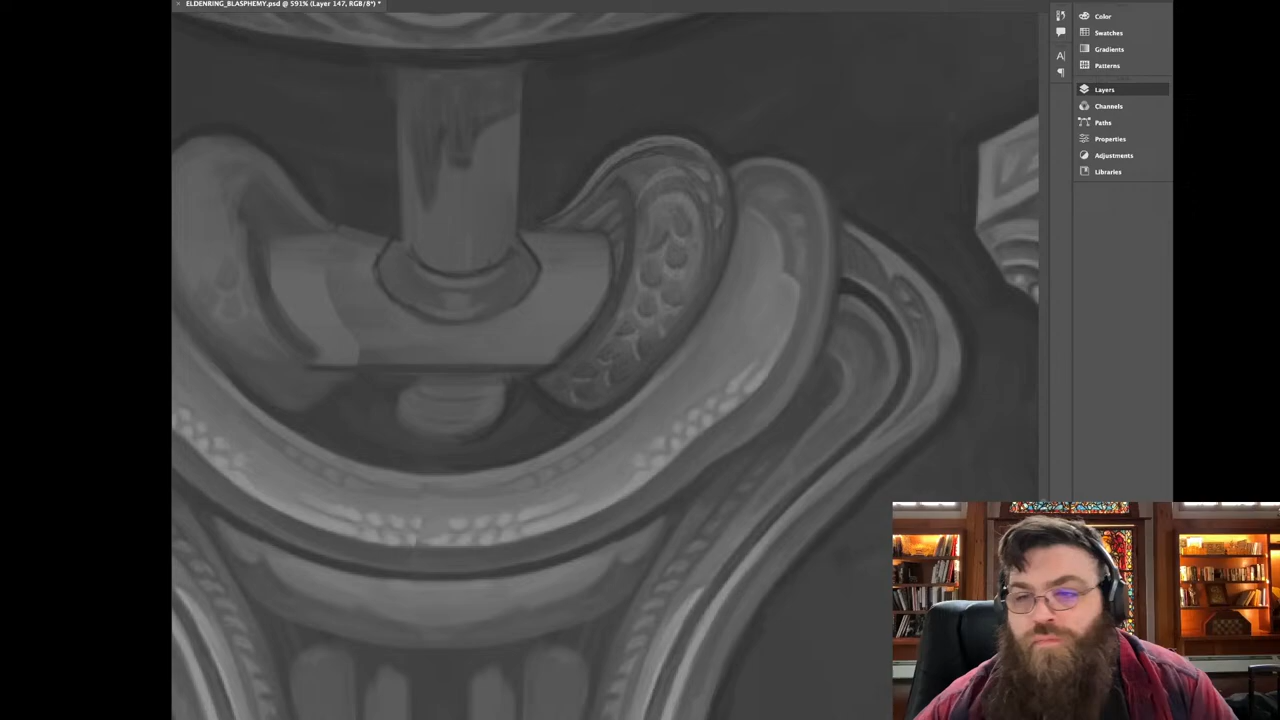 × ELDENRING_BLASPHEMY.psd @ 591% (Layer 147, RGB/8*) *
Color
Swatches
Gradients
Patterns
A|
¶
Layers
Channels
Paths
Properties
Adjustments
Libraries